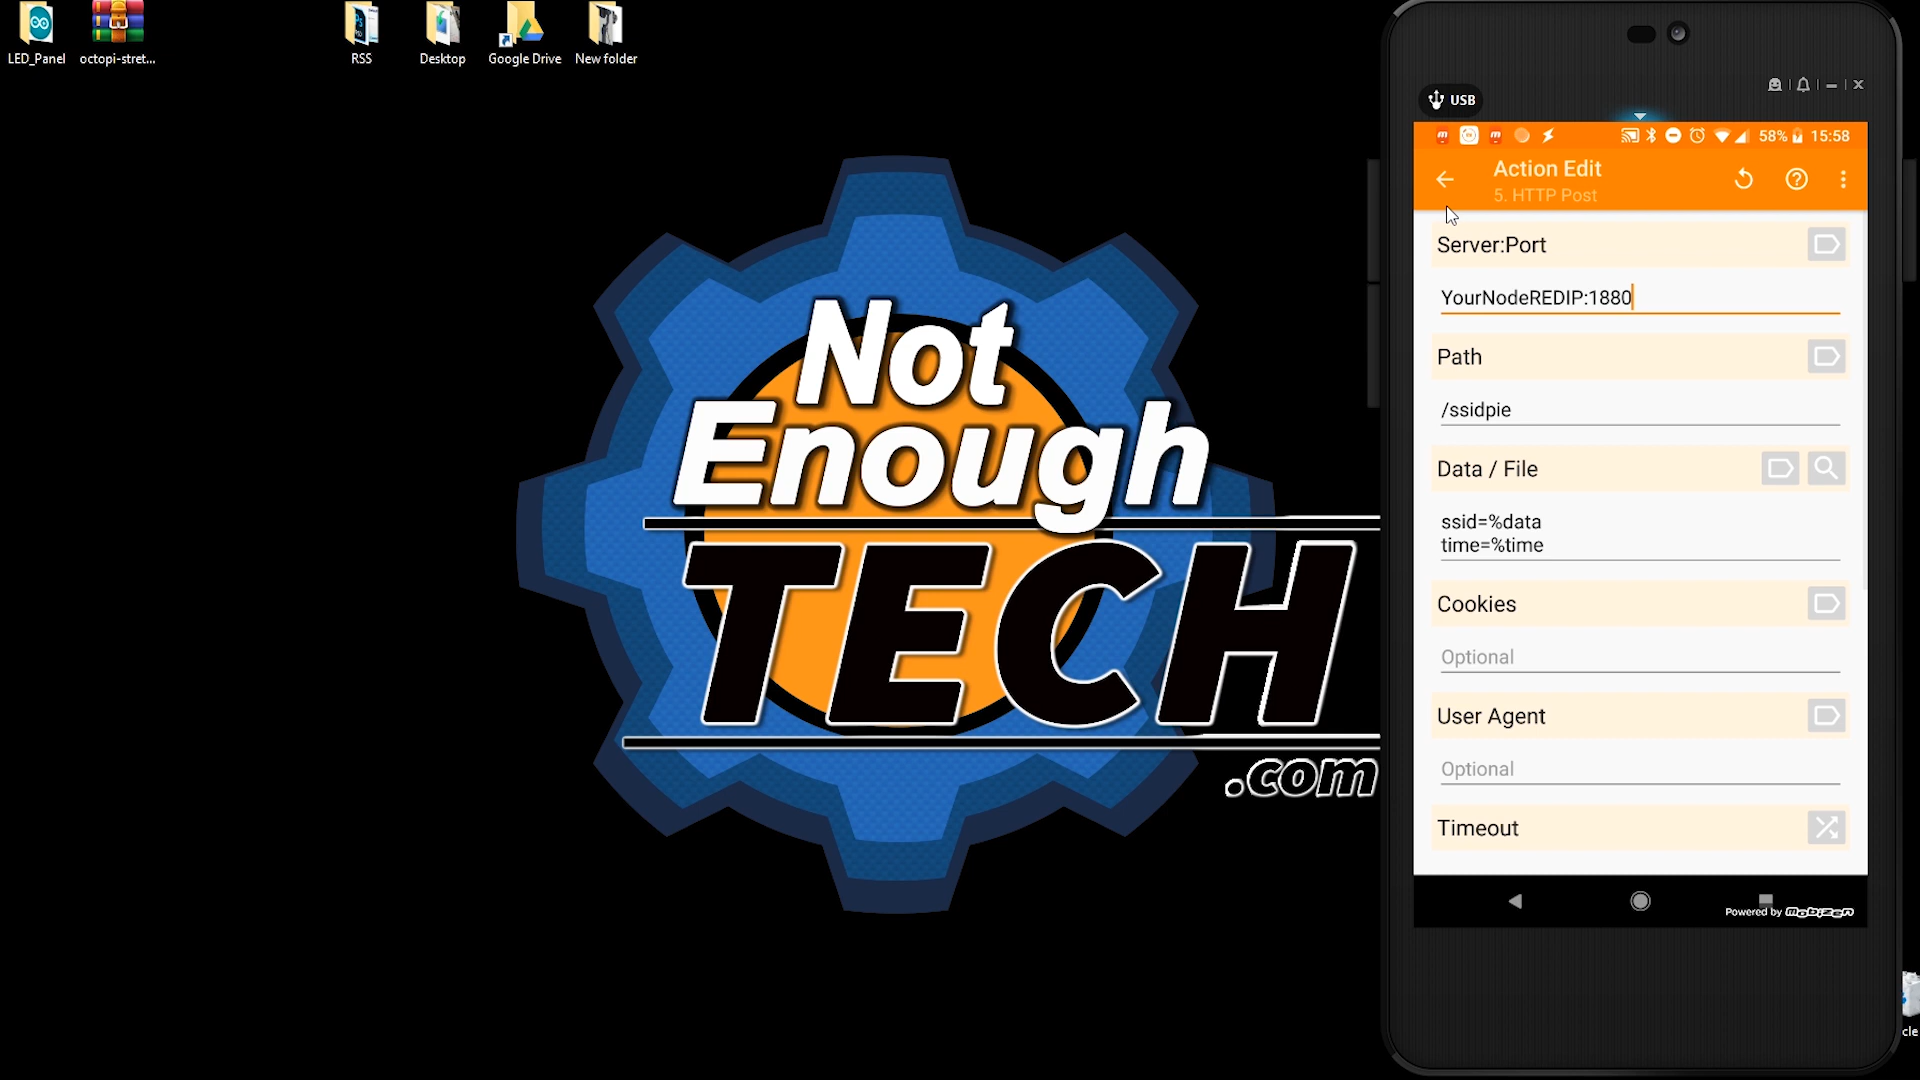 LED_Panel
octopi-stret...
RSS
Desktop
Google Drive
New folder
Not
Enough
TECH
.com
USB
58%
15:58
Action Edit
5. HTTP Post
Server:Port
YourNodeREDIP:1880
Path
/ssidpie
Data / File
ssid=%data
time=%time
Cookies
Optional
User Agent
Optional
Timeout
Powered by mobizen
cle